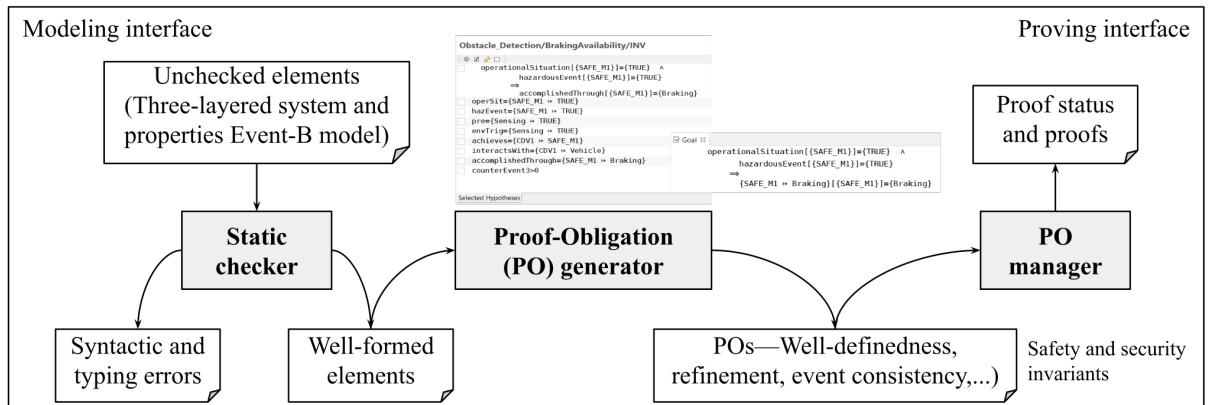 Modeling interface
Proving interface
Unchecked elements
(Three-layered system and
properties Event-B model)
Obstacle_Detection/BrakingAvailability/INV
operationalSituation[{SAFE_M1}]={TRUE} ∧
hazardousEvent[{SAFE_M1}]={TRUE}
⇒
accomplishedThrough[{SAFE_M1}]={Braking}
operSit={SAFE_M1 ↦ TRUE}
hazEvent={SAFE_M1 ↦ TRUE}
pre={Sensing ↦ TRUE}
envTrig={Sensing ↦ TRUE}
achieves={CDV1 ↦ SAFE_M1}
interactsWith={CDV1 ↦ Vehicle}
accomplishedThrough={SAFE_M1 ↦ Braking}
counterEvent3>0
Selected Hypotheses
Goal
operationalSituation[{SAFE_M1}]={TRUE} ∧
hazardousEvent[{SAFE_M1}]={TRUE}
⇒
{SAFE_M1 ↦ Braking}[{SAFE_M1}]={Braking}
Proof status
and proofs
Static
checker
Proof-Obligation
(PO) generator
PO
manager
Syntactic and
typing errors
Well-formed
elements
POs—Well-definedness,
refinement, event consistency,...)
Safety and security
invariants